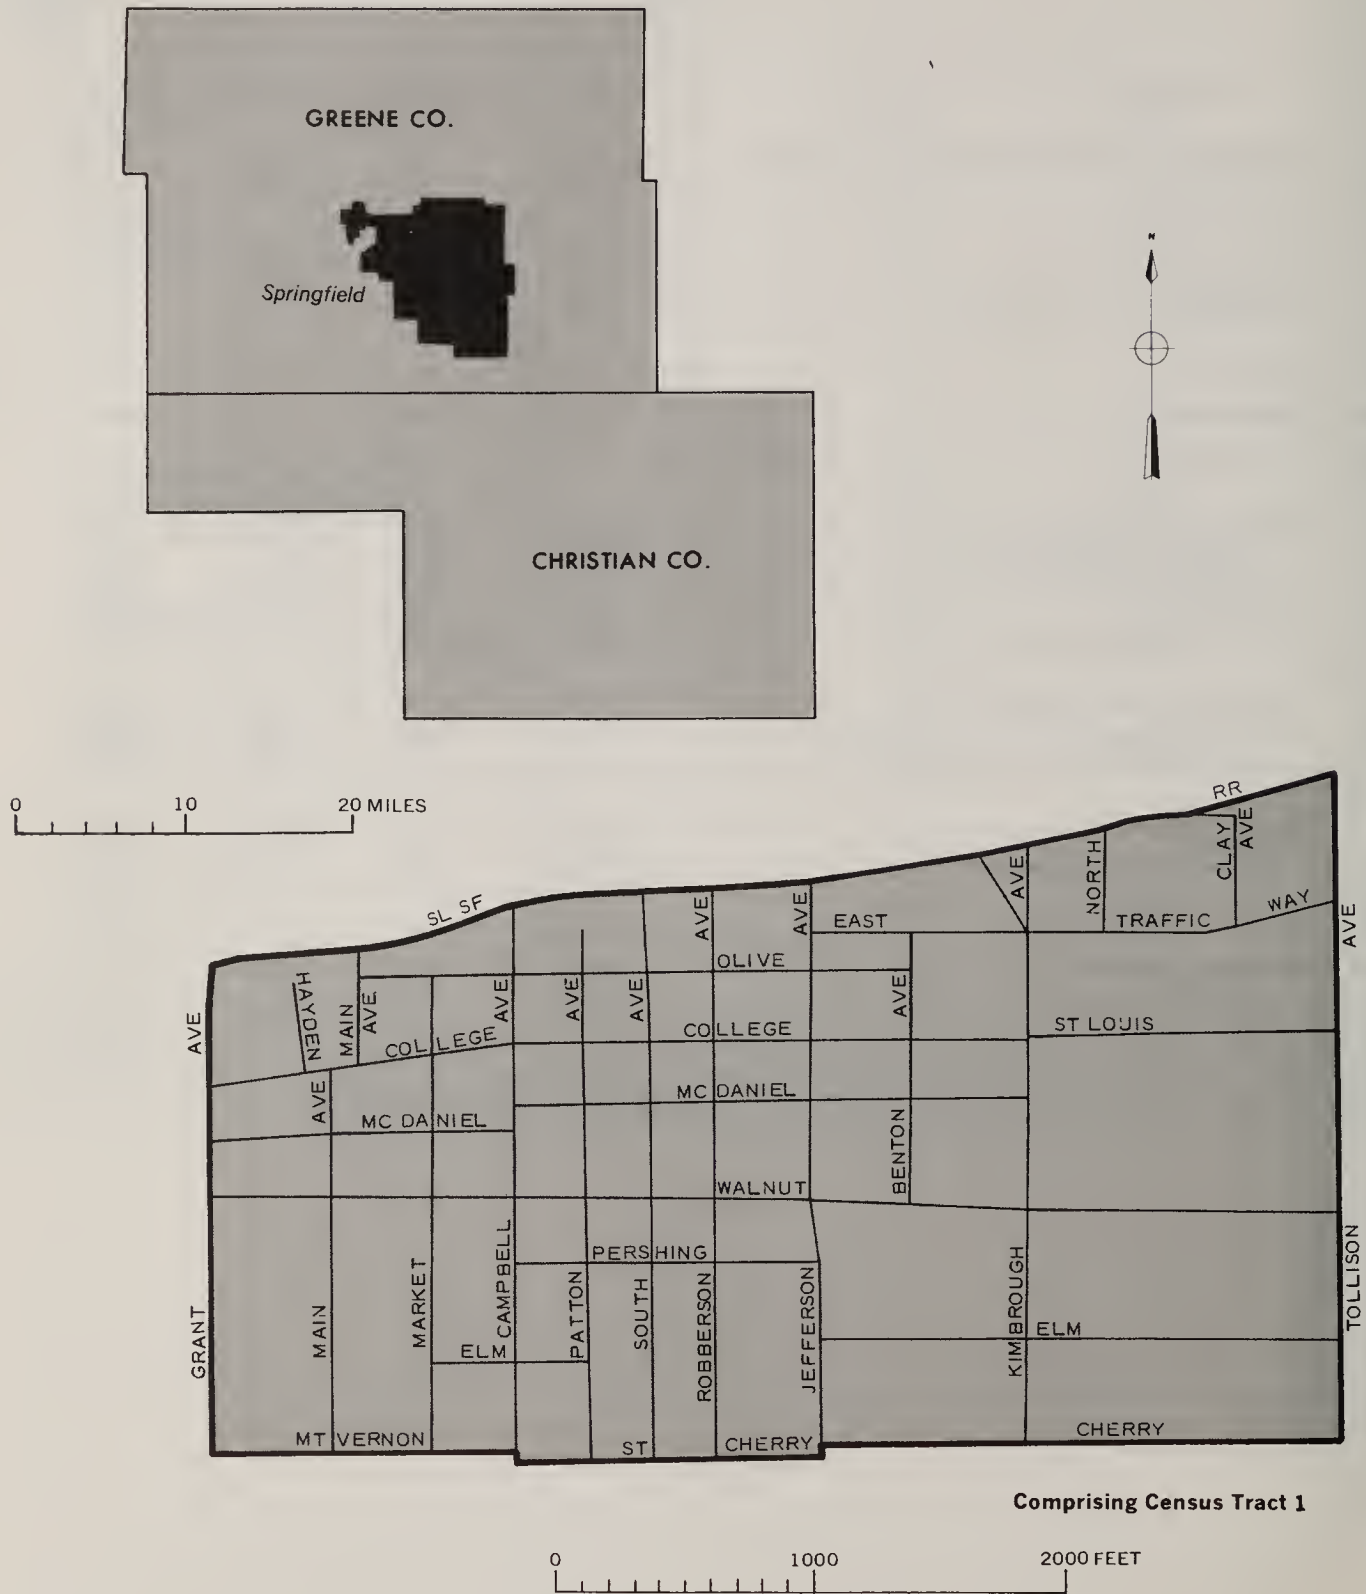 GREENE CO.
Springfield
N
CHRISTIAN CO.
0 10 20 MILES
RR
SL SF
AVE
AVE
AVE
AVE
NORTH
CLAY
AVE
EAST
TRAFFIC
WAY
AVE
OLIVE
HAYDEN
MAIN
AVE
AVE
AVE
AVE
AVE
AVE
COLLEGE
COLLEGE
ST LOUIS
AVE
MC DANIEL
MC DANIEL
BENTON
WALNUT
PERSHING
GRANT
MAIN
MARKET
CAMPBELL
PATTON
SOUTH
ROBBERSON
JEFFERSON
KIMBROUGH
TOLLISON
ELM
ELM
MT VERNON
ST
CHERRY
CHERRY
Comprising Census Tract 1
0 1000 2000 FEET